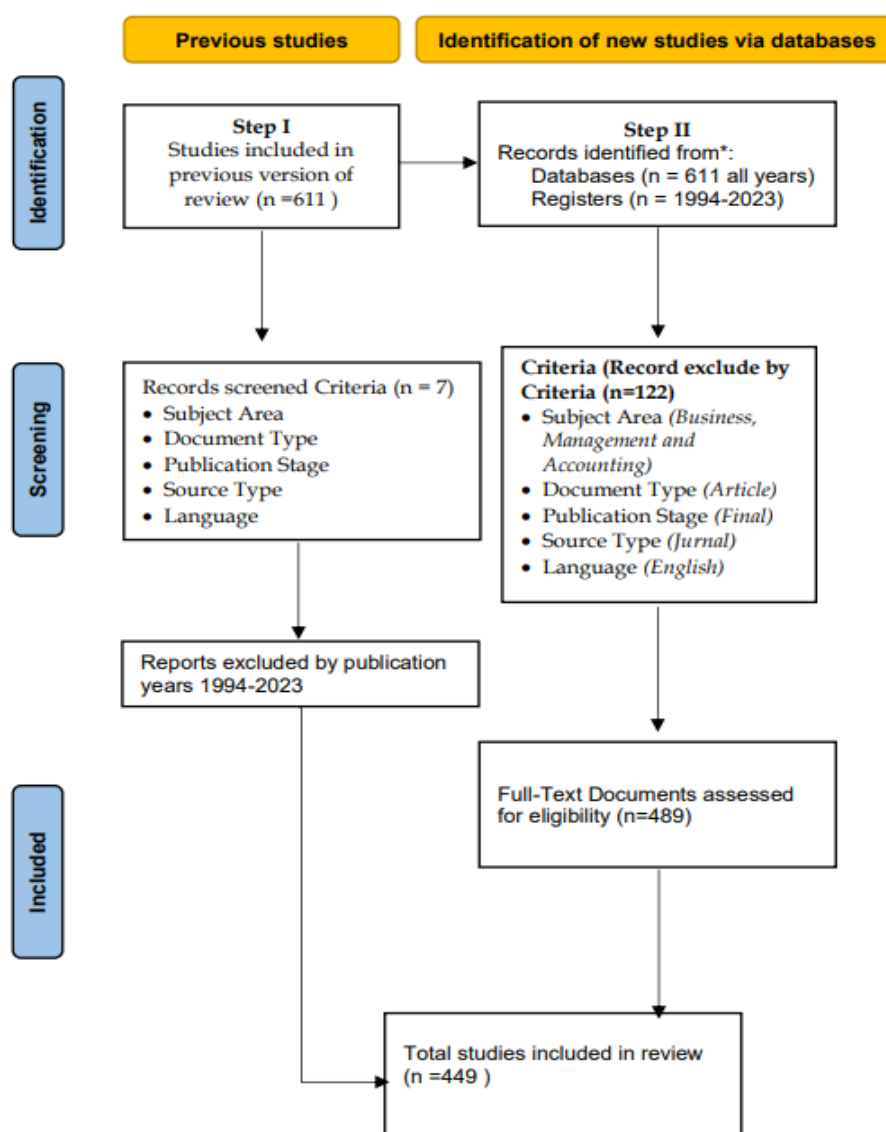 Previous studies
Identification of new studies via databases
Identification
Step I
Studies included in
previous version of
review (n =611 )
Step II
Records identified from*:
Databases (n = 611 all years)
Registers (n = 1994-2023)
Screening
Records screened Criteria (n = 7)
• Subject Area
• Document Type
• Publication Stage
• Source Type
• Language
Criteria (Record exclude by
Criteria (n=122)
• Subject Area (Business,
Management and
Accounting)
• Document Type (Article)
• Publication Stage (Final)
• Source Type (Jurnal)
• Language (English)
Reports excluded by publication
years 1994-2023
Included
Full-Text Documents assessed
for eligibility (n=489)
Total studies included in review
(n =449 )